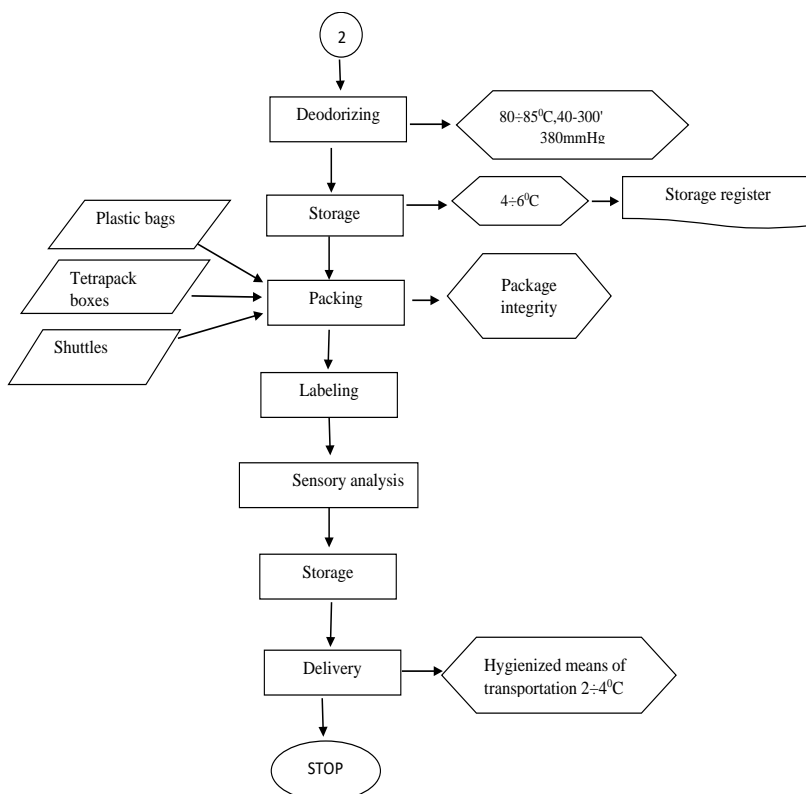 2
Deodorizing
80÷85⁰C,40-300'
380mmHg
Storage
4÷6⁰C
Storage register
Plastic bags
Tetrapack
boxes
Shuttles
Packing
Package
integrity
Labeling
Sensory analysis
Storage
Delivery
Hygienized means of
transportation 2÷4⁰C
STOP